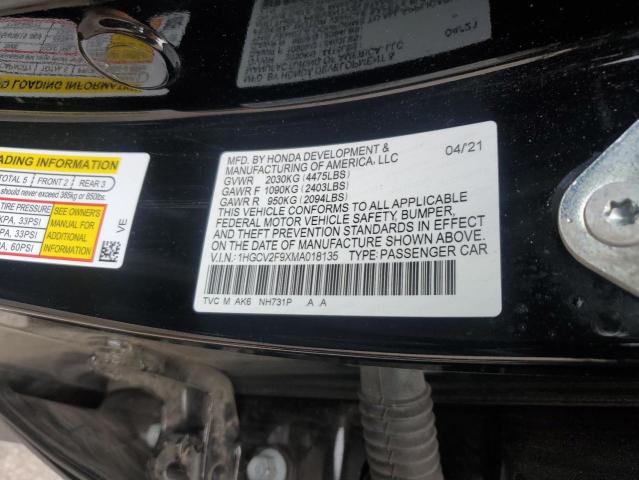 MFD. BY HONDA DEVELOPMENT & 04/21
MANUFACTURING OF AMERICA, LLC
GVWR 2030KG (4475LBS)
GAWR F 1090KG (2403LBS)
GAWR R 950KG (2094LBS)
THIS VEHICLE CONFORMS TO ALL APPLICABLE
FEDERAL MOTOR VEHICLE SAFETY, BUMPER,
AND THEFT PREVENTION STANDARDS IN EFFECT
ON THE DATE OF MANUFACTURE SHOWN ABOVE.
V.I.N.: 1HGCV2F9XMA018135 TYPE: PASSENGER CAR
TVC M AK6 NH731P .A .A
ADING INFORMATION
TOTAL 5 FRONT 2 REAR 3
should never exceed 385kg or 850lbs.
TIRE PRESSURE
KPA, 33PSI
PA, 33PSI
PA, 60PSI
SEE OWNER'S
MANUAL FOR
ADDITIONAL
INFORMATION
VE